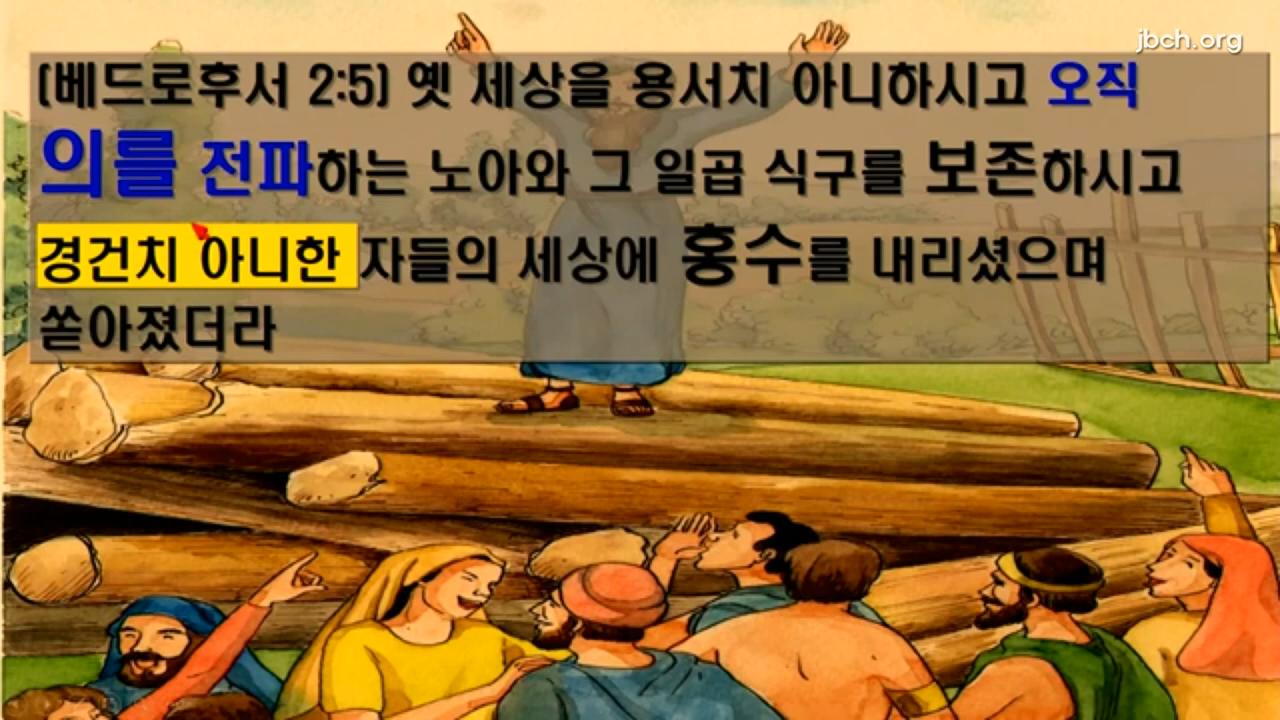 jbch.org
[베드로후서 2:5] 옛 세상을 용서치 아니하시고 오직
의를 전파하는 노아와 그 일곱 식구를 보존하시고
경건치 아니한 자들의 세상에 홍수를 내리셨으며
쏟아졌더라